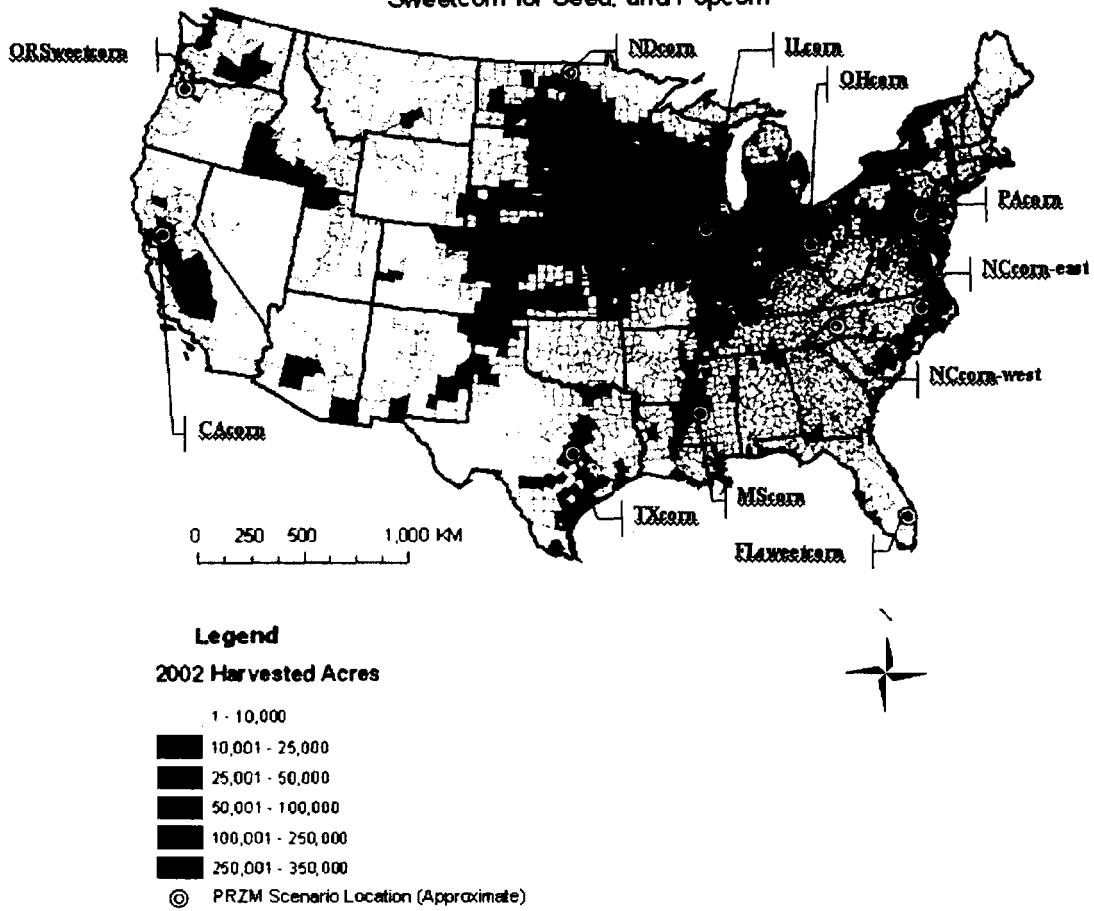 Sweetcorn for Seed, and Popcorn
ORSweetcorn
NDcorn
ILcorn
OHcorn
PAcorn
NCcorn-east
NCcorn-west
CAcorn
MScorn
TXcorn
FLsweetcorn
0 250 500 1,000 KM
Legend
2002 Harvested Acres
1 - 10,000
10,001 - 25,000
25,001 - 50,000
50,001 - 100,000
100,001 - 250,000
250,001 - 350,000
PRZM Scenario Location (Approximate)